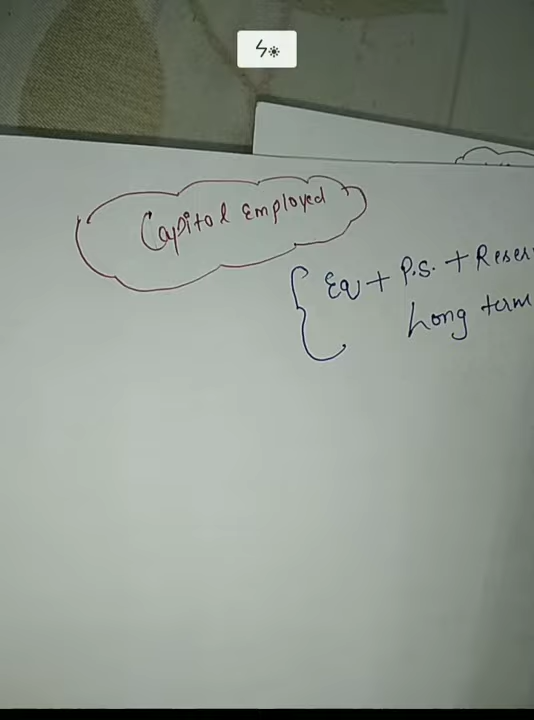 Capital Employed
{ Eq + P.S. + Reser
Long term